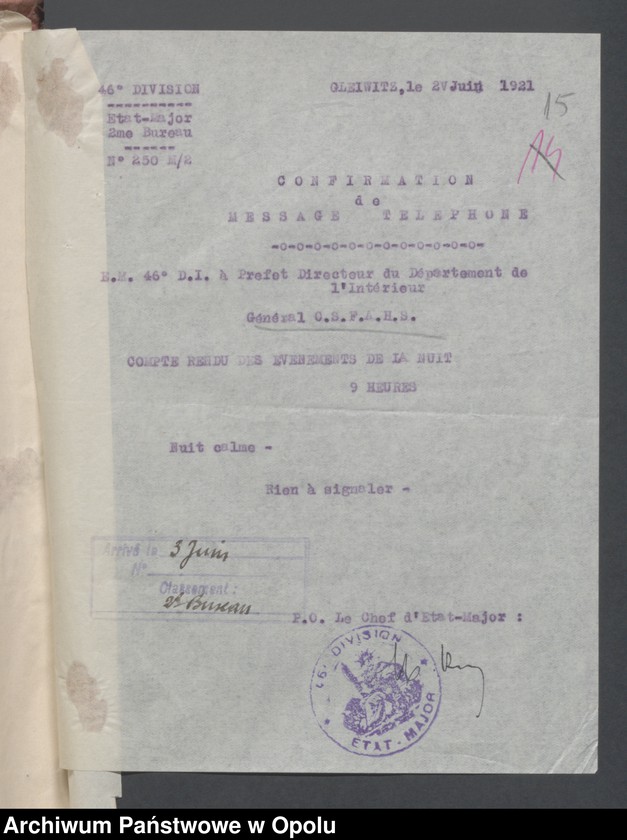 46° DIVISION
GLEIWITZ, le 2 Juin 1921
Etat-Major
2me Bureau
N° 250 M/2
15
14
CONFIRMATION
de
MESSAGE TELEPHONE
-o-o-o-o-o-o-o-o-o-o-o-o-
E.M. 46° D.I. à Prefet Directeur du Département de
l'Intérieur
Général C.S.F.A.H.S.
COMPTE RENDU DES EVENEMENTS DE LA NUIT
9 HEURES
Nuit calme -
Rien à signaler -
Arrivé le 3 Juin
N°
Classement:
2d Bureau
P.O. Le Chef d'Etat-Major :
46e DIVISION
ETAT-MAJOR
Archiwum Państwowe w Opolu